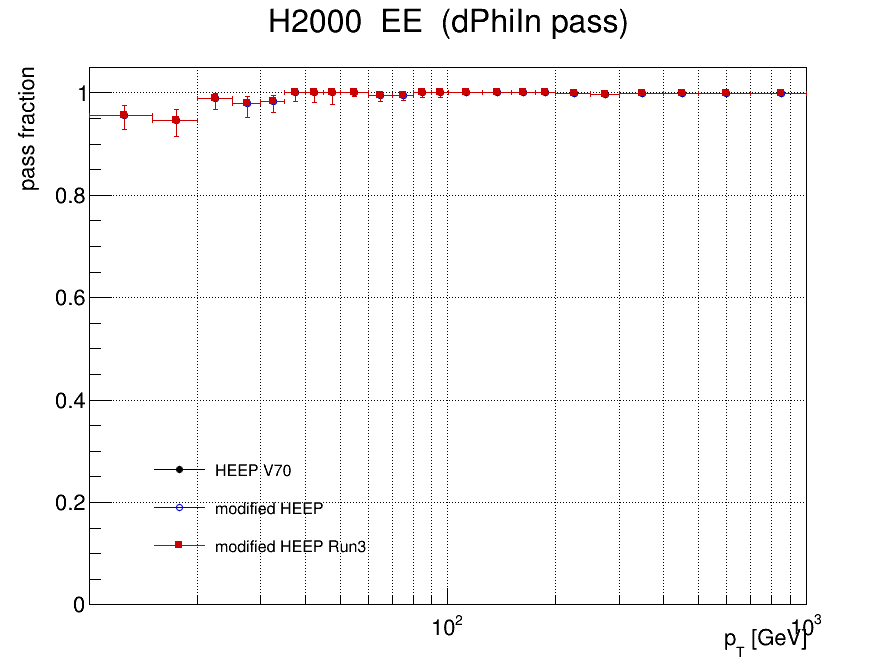 H2000 EE (dPhiIn pass)
pass fraction
1
0.8
0.6
0.4
0.2
0
HEEP V70
modified HEEP
modified HEEP Run3
10²
10³
p_T [GeV]